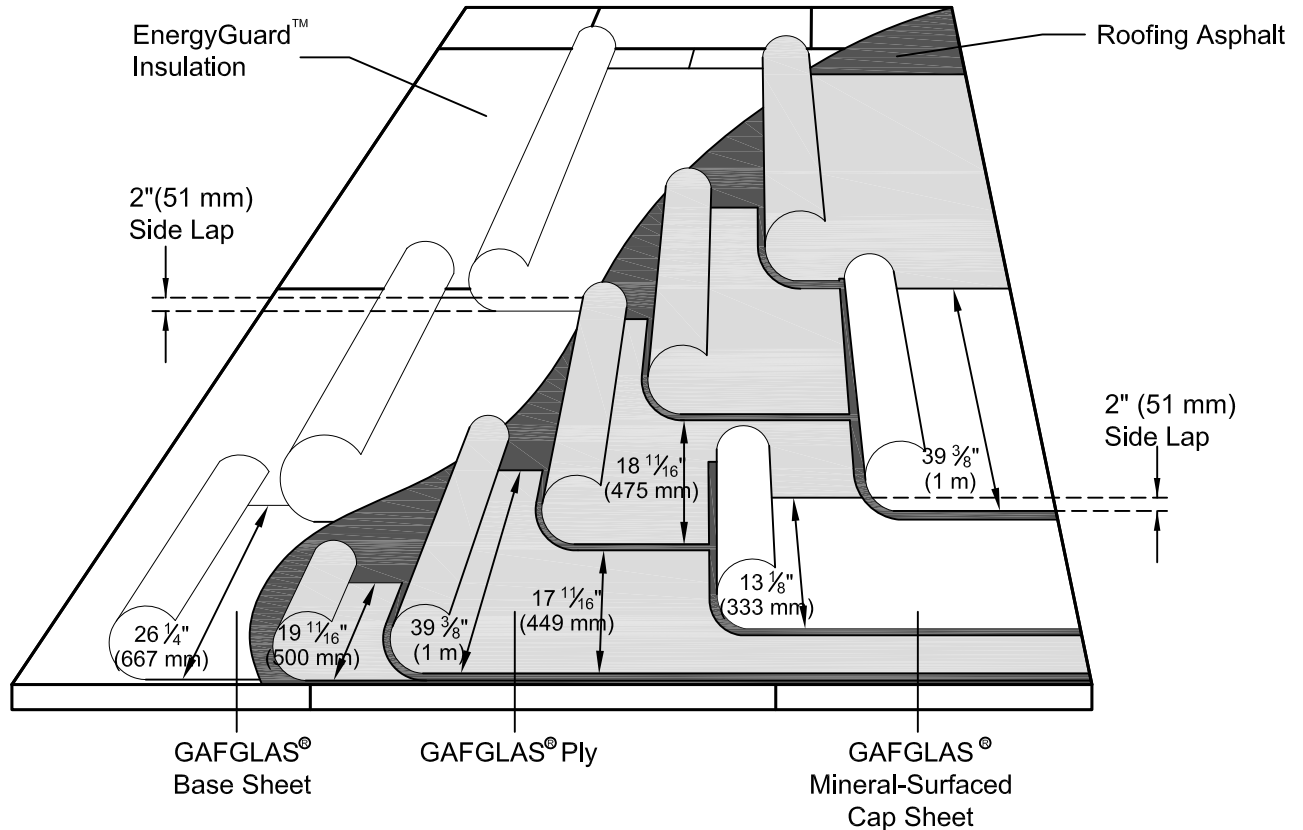 EnergyGuard™
Insulation
Roofing Asphalt
2"(51 mm)
Side Lap
2" (51 mm)
Side Lap
39 ⅜"
(1 m)
18 11⁄16"
(475 mm)
13 ⅛"
(333 mm)
17 11⁄16"
(449 mm)
26 ¼"
(667 mm)
19 11⁄16"
(500 mm)
39 ⅜"
(1 m)
GAFGLAS®
Base Sheet
GAFGLAS® Ply
GAFGLAS®
Mineral-Surfaced
Cap Sheet